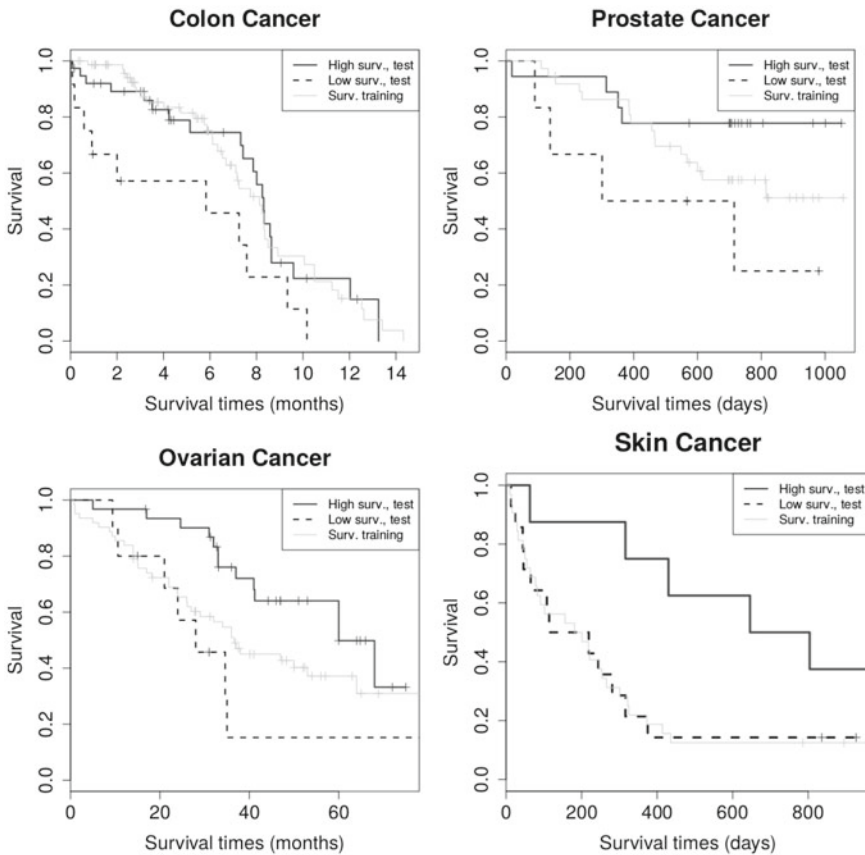 Colon Cancer
High surv., test
Low surv., test
Surv. training
Survival
0.0 0.2 0.4 0.6 0.8 1.0
0 2 4 6 8 10 12 14
Survival times (months)
Prostate Cancer
High surv., test
Low surv., test
Surv. training
Survival
0.0 0.2 0.4 0.6 0.8 1.0
0 200 400 600 800 1000
Survival times (days)
Ovarian Cancer
High surv., test
Low surv., test
Surv. training
Survival
0.0 0.2 0.4 0.6 0.8 1.0
0 20 40 60
Survival times (months)
Skin Cancer
High surv., test
Low surv., test
Surv. training
Survival
0.0 0.2 0.4 0.6 0.8 1.0
0 200 400 600 800
Survival times (days)